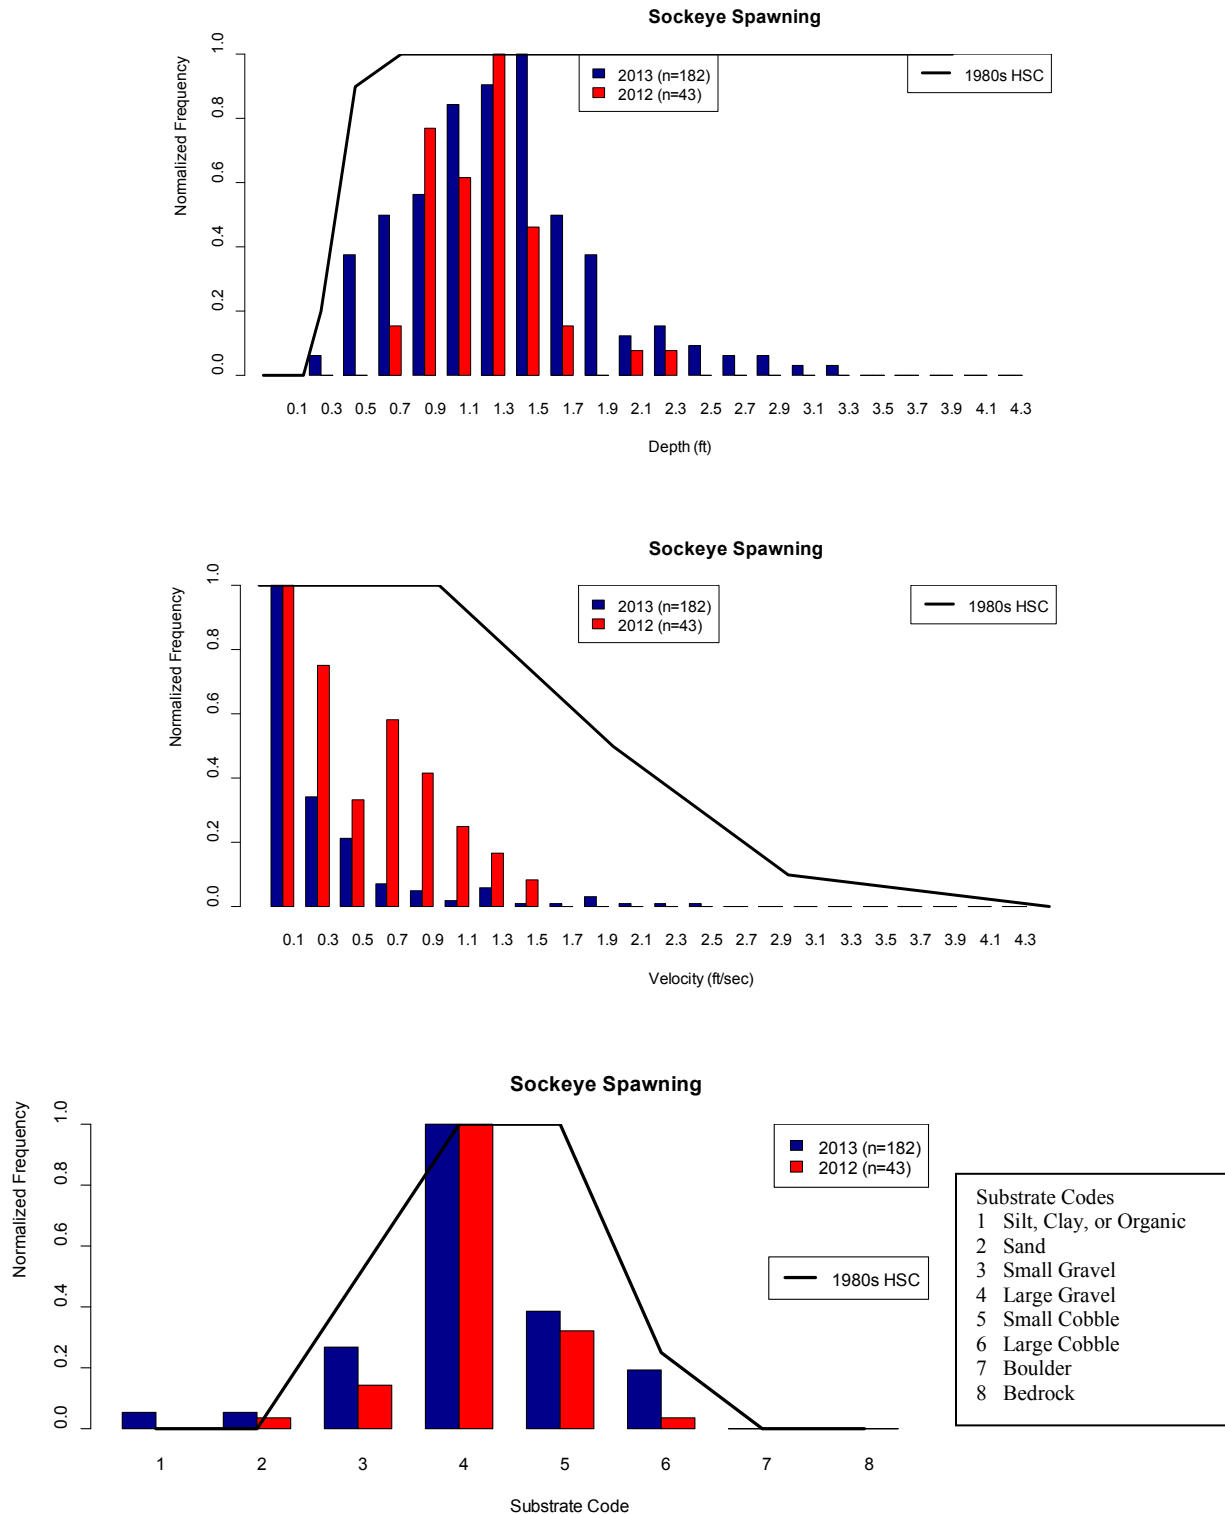 Sockeye Spawning
Normalized Frequency
1.0
0.8
0.6
0.4
0.2
0.0
2013 (n=182)
2012 (n=43)
1980s HSC
0.1 0.3 0.5 0.7 0.9 1.1 1.3 1.5 1.7 1.9 2.1 2.3 2.5 2.7 2.9 3.1 3.3 3.5 3.7 3.9 4.1 4.3
Depth (ft)
Sockeye Spawning
Normalized Frequency
1.0
0.8
0.6
0.4
0.2
0.0
2013 (n=182)
2012 (n=43)
1980s HSC
0.1 0.3 0.5 0.7 0.9 1.1 1.3 1.5 1.7 1.9 2.1 2.3 2.5 2.7 2.9 3.1 3.3 3.5 3.7 3.9 4.1 4.3
Velocity (ft/sec)
Sockeye Spawning
Normalized Frequency
1.0
0.8
0.6
0.4
0.2
0.0
2013 (n=182)
2012 (n=43)
1980s HSC
Substrate Codes
1 Silt, Clay, or Organic
2 Sand
3 Small Gravel
4 Large Gravel
5 Small Cobble
6 Large Cobble
7 Boulder
8 Bedrock
1 2 3 4 5 6 7 8
Substrate Code